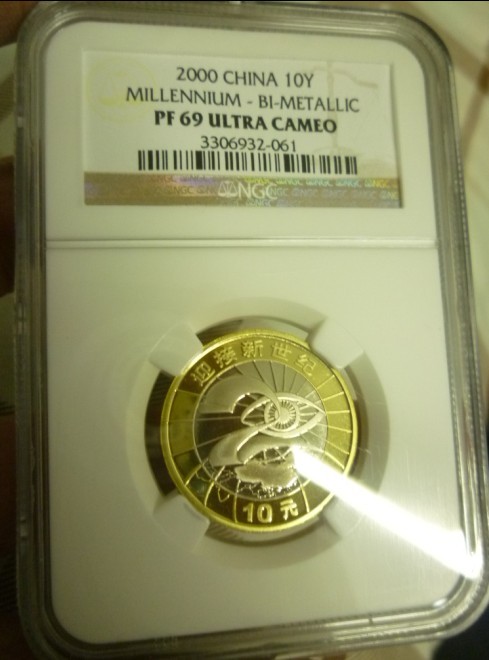 2000 CHINA 10Y
MILLENNIUM - BI-METALLIC
PF 69 ULTRA CAMEO
3306932-061
NGC
迎接新世纪
10元